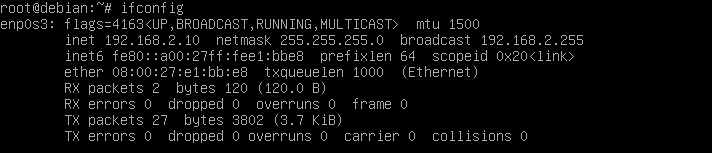 root@debian:~# ifconfig
enp0s3: flags=4163<UP,BROADCAST,RUNNING,MULTICAST>  mtu 1500
        inet 192.168.2.10  netmask 255.255.255.0  broadcast 192.168.2.255
        inet6 fe80::a00:27ff:fee1:bbe8  prefixlen 64  scopeid 0x20<link>
        ether 08:00:27:e1:bb:e8  txqueuelen 1000  (Ethernet)
        RX packets 2  bytes 120 (120.0 B)
        RX errors 0  dropped 0  overruns 0  frame 0
        TX packets 27  bytes 3802 (3.7 KiB)
        TX errors 0  dropped 0 overruns 0  carrier 0  collisions 0